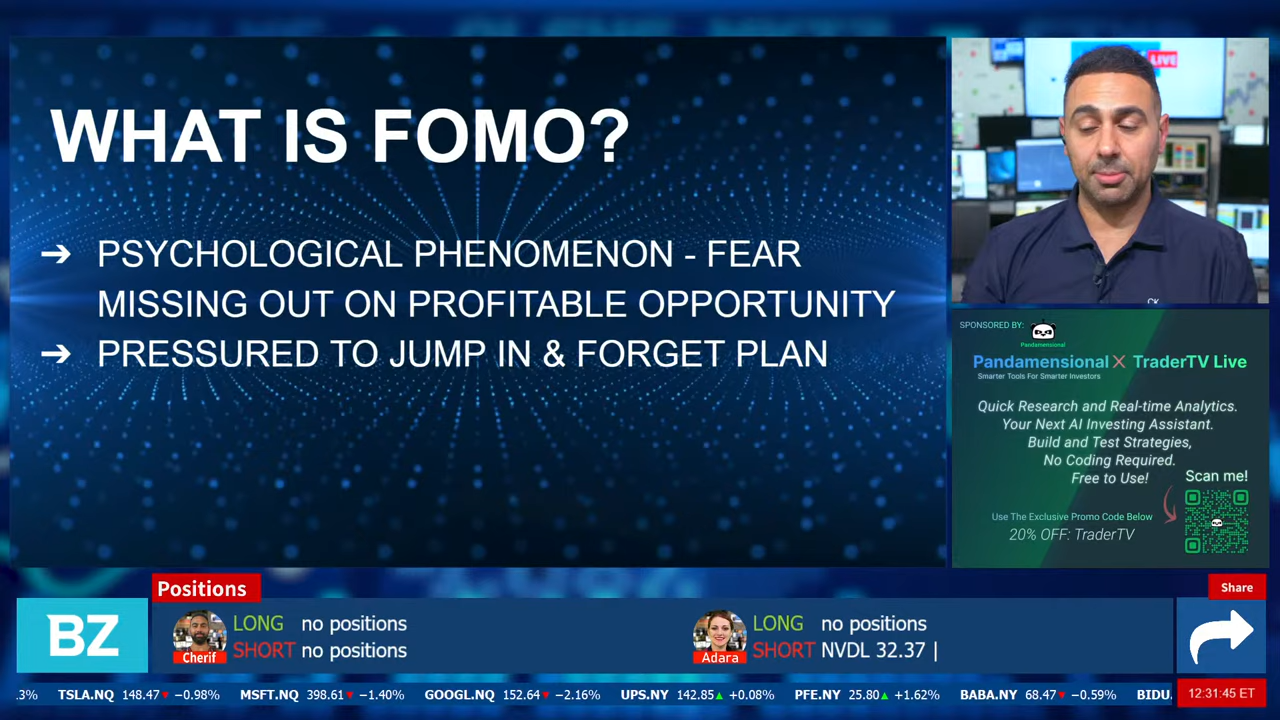 WHAT IS FOMO?
➔ PSYCHOLOGICAL PHENOMENON - FEAR
MISSING OUT ON PROFITABLE OPPORTUNITY
➔ PRESSURED TO JUMP IN & FORGET PLAN
LIVE
CK
SPONSORED BY:
Pandamensional
Pandamensional X TraderTV Live
Smarter Tools For Smarter Investors
Quick Research and Real-time Analytics.
Your Next AI Investing Assistant.
Build and Test Strategies,
No Coding Required.
Free to Use!
Scan me!
Use The Exclusive Promo Code Below
20% OFF: TraderTV
Positions
Share
BZ
Cherif
LONG no positions
SHORT no positions
Adara
LONG no positions
SHORT NVDL 32.37 |
.3% TSLA.NQ 148.47▼ −0.98% MSFT.NQ 398.61▼ −1.40% GOOGL.NQ 152.64▼ −2.16% UPS.NY 142.85▲ +0.08% PFE.NY 25.80▲ +1.62% BABA.NY 68.47▼ −0.59% BIDU.
12:31:45 ET